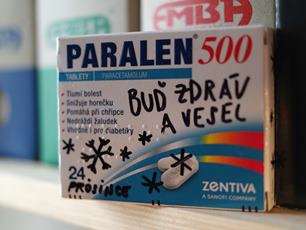 AMBA
PARALEN® 500
TABLETY PARACETAMOLUM
• Tlumí bolest
• Snižuje horečku
• Pomáhá při chřipce
• Nedráždí žaludek
• Vhodné i pro diabetiky
BUĎ ZDRÁV
A VESEL
24
PROSINCE
ZENTIVA
A SANOFI COMPANY